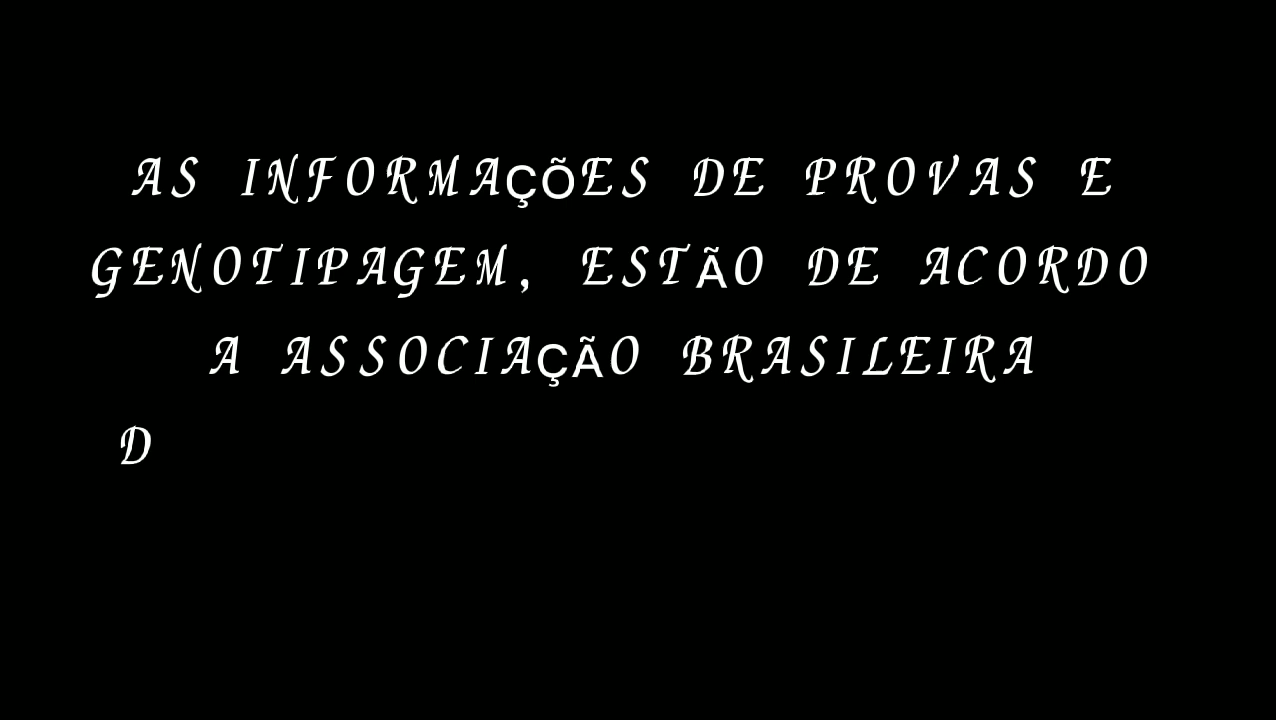 AS INFORMAÇÕES DE PROVAS E
GENOTIPAGEM, ESTÃO DE ACORDO
A ASSOCIAÇÃO BRASILEIRA
D